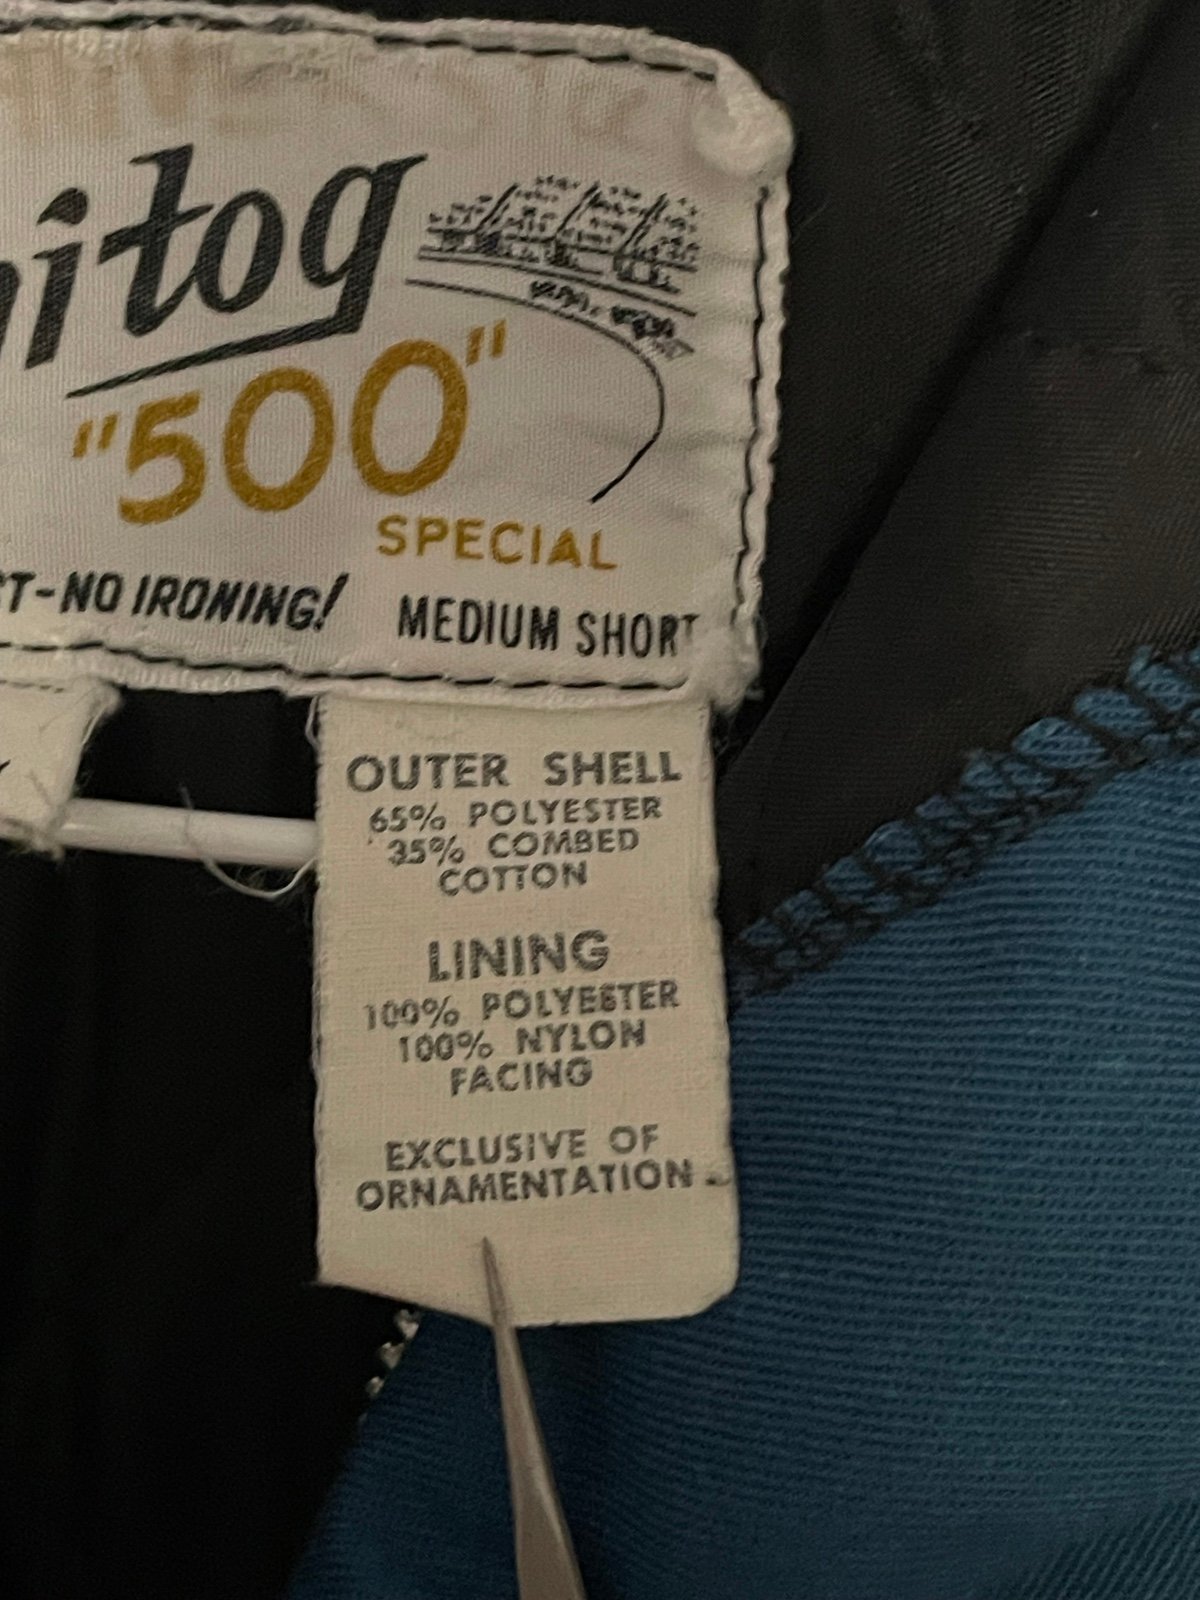 nitog
"500"
SPECIAL
ST-NO IRONING!
MEDIUM SHORT
OUTER SHELL
65% POLYESTER
35% COMBED
COTTON
LINING
100% POLYESTER
100% NYLON
FACING
EXCLUSIVE OF
ORNAMENTATION